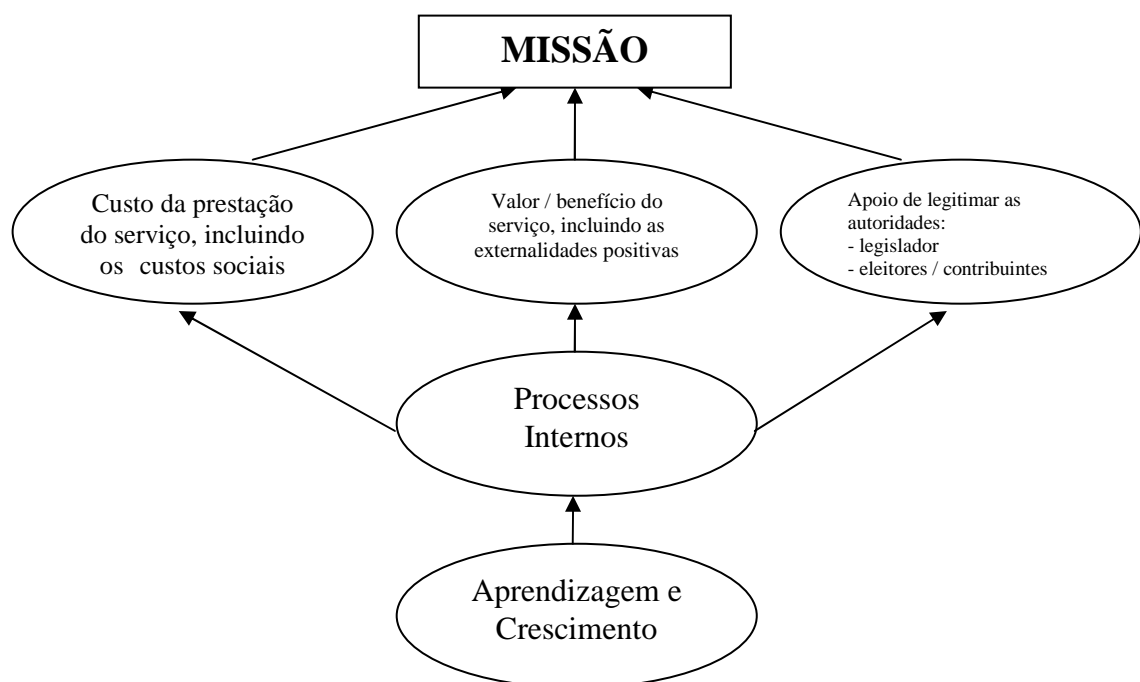 MISSÃO
Custo da prestação
do serviço, incluindo
os custos sociais
Valor / benefício do
serviço, incluindo as
externalidades positivas
Apoio de legitimar as
autoridades:
- legislador
- eleitores / contribuintes
Processos
Internos
Aprendizagem e
Crescimento